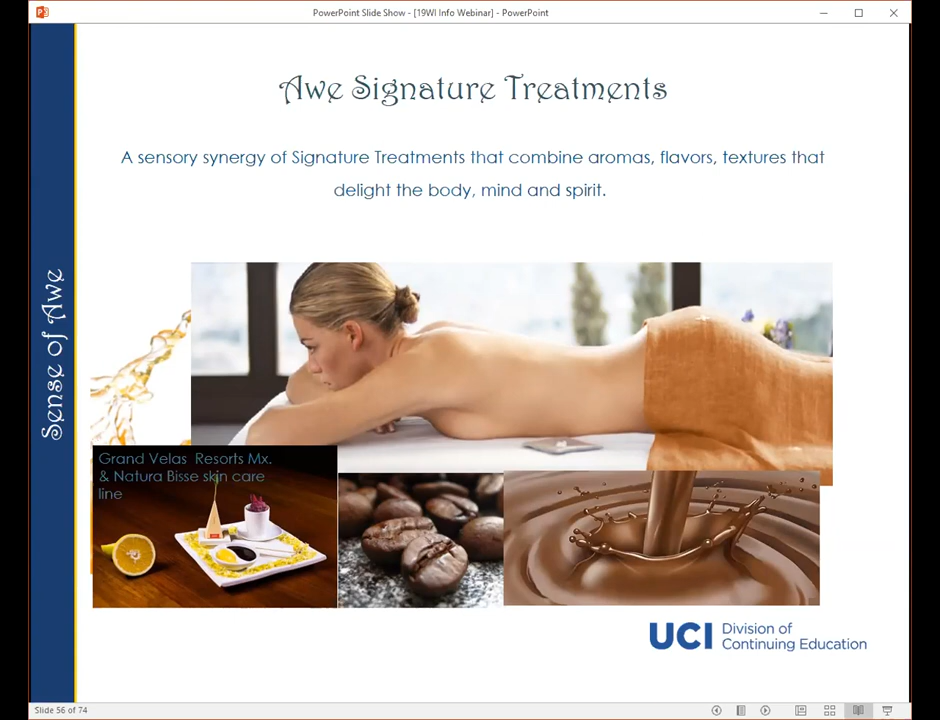 PowerPoint Slide Show - [19WI Info Webinar] - PowerPoint
Awe Signature Treatments
A sensory synergy of Signature Treatments that combine aromas, flavors, textures that
delight the body, mind and spirit.
Sense of Awe
Grand Velas Resorts Mx.
& Natura Bisse skin care
line
UCI Division of
Continuing Education
Slide 56 of 74